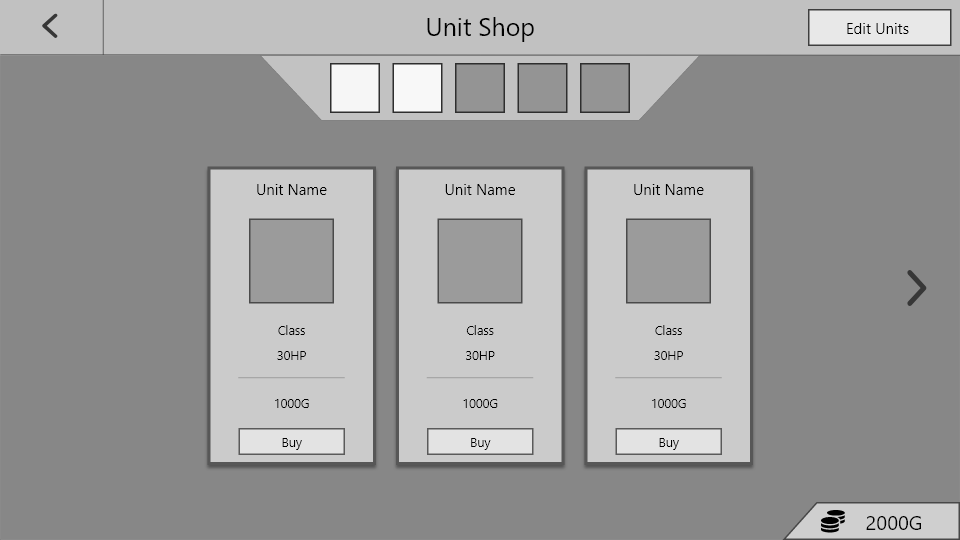 Unit Shop
Edit Units
Unit Name
Class
30HP
1000G
Buy
Unit Name
Class
30HP
1000G
Buy
Unit Name
Class
30HP
1000G
Buy
2000G